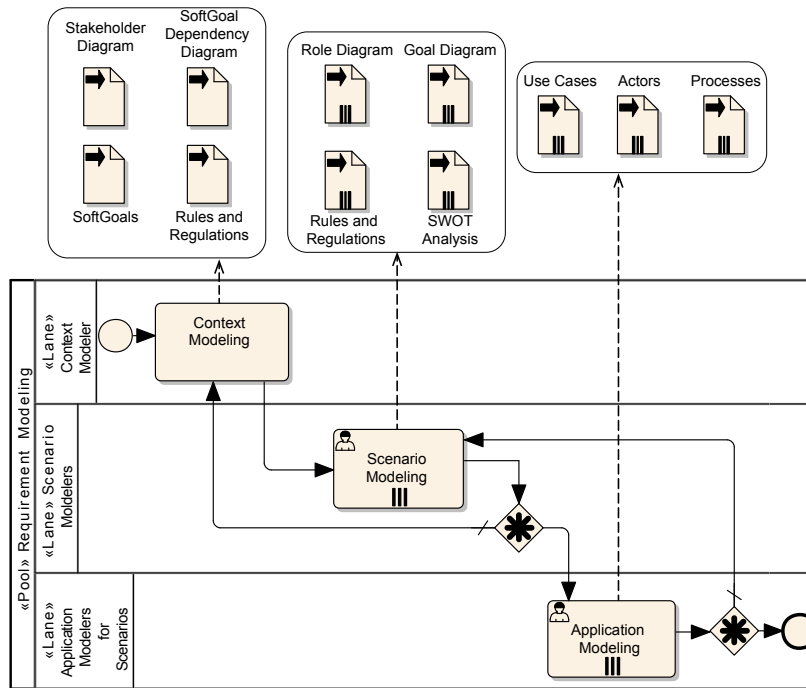 Stakeholder
Diagram
SoftGoal
Dependency
Diagram
SoftGoals
Rules and
Regulations
Role Diagram
Goal Diagram
Rules and
Regulations
SWOT
Analysis
Use Cases
Actors
Processes
«Pool» Requirement Modeling
«Lane»
Context
Modeler
Context
Modeling
«Lane» Scenario
Moldelers
Scenario
Modeling
«Lane»
Application
Modelers
for
Scenarios
Application
Modeling